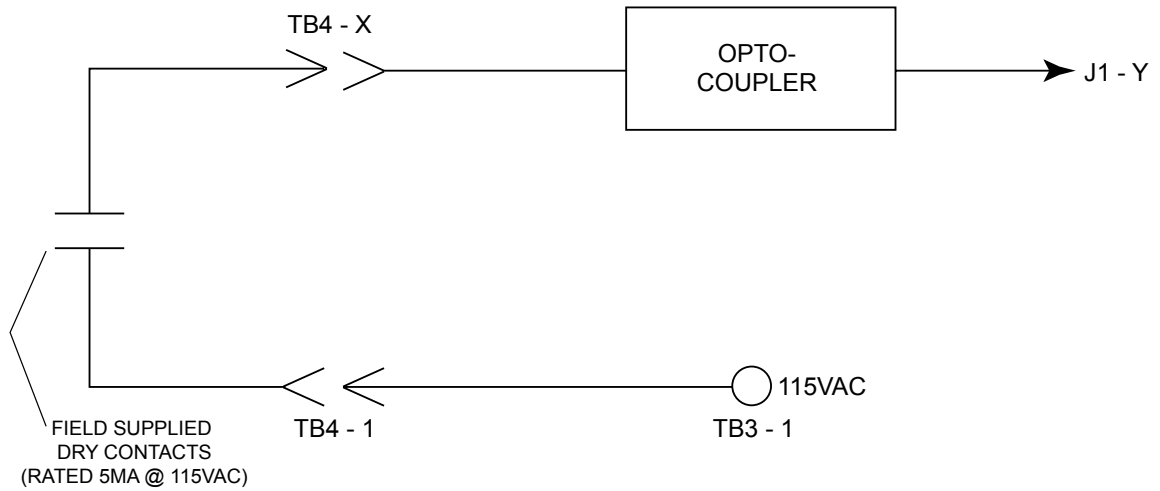 TB4 - X
OPTO-
COUPLER
J1 - Y
115VAC
TB4 - 1
TB3 - 1
FIELD SUPPLIED
DRY CONTACTS
(RATED 5MA @ 115VAC)